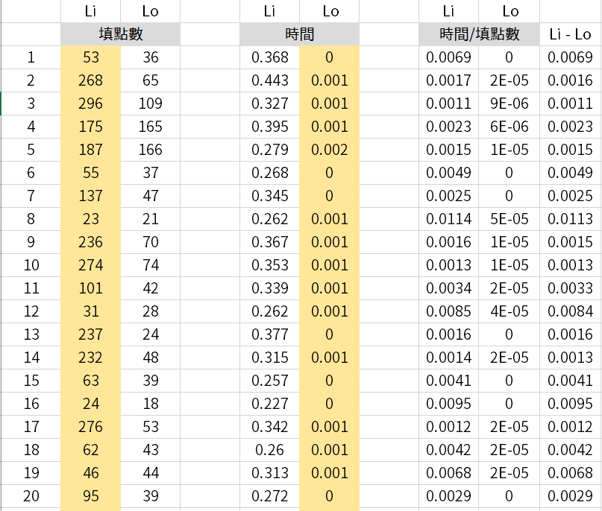 Li Lo Li Lo Li Lo
填點數 時間 時間/填點數 Li - Lo
1 53 36 0.368 0 0.0069 0 0.0069
2 268 65 0.443 0.001 0.0017 2E-05 0.0016
3 296 109 0.327 0.001 0.0011 9E-06 0.0011
4 175 165 0.395 0.001 0.0023 6E-06 0.0023
5 187 166 0.279 0.002 0.0015 1E-05 0.0015
6 55 37 0.268 0 0.0049 0 0.0049
7 137 47 0.345 0 0.0025 0 0.0025
8 23 21 0.262 0.001 0.0114 5E-05 0.0113
9 236 70 0.367 0.001 0.0016 1E-05 0.0015
10 274 74 0.353 0.001 0.0013 1E-05 0.0013
11 101 42 0.339 0.001 0.0034 2E-05 0.0033
12 31 28 0.262 0.001 0.0085 4E-05 0.0084
13 237 24 0.377 0 0.0016 0 0.0016
14 232 48 0.315 0.001 0.0014 2E-05 0.0013
15 63 39 0.257 0 0.0041 0 0.0041
16 24 18 0.227 0 0.0095 0 0.0095
17 276 53 0.342 0.001 0.0012 2E-05 0.0012
18 62 43 0.26 0.001 0.0042 2E-05 0.0042
19 46 44 0.313 0.001 0.0068 2E-05 0.0068
20 95 39 0.272 0 0.0029 0 0.0029